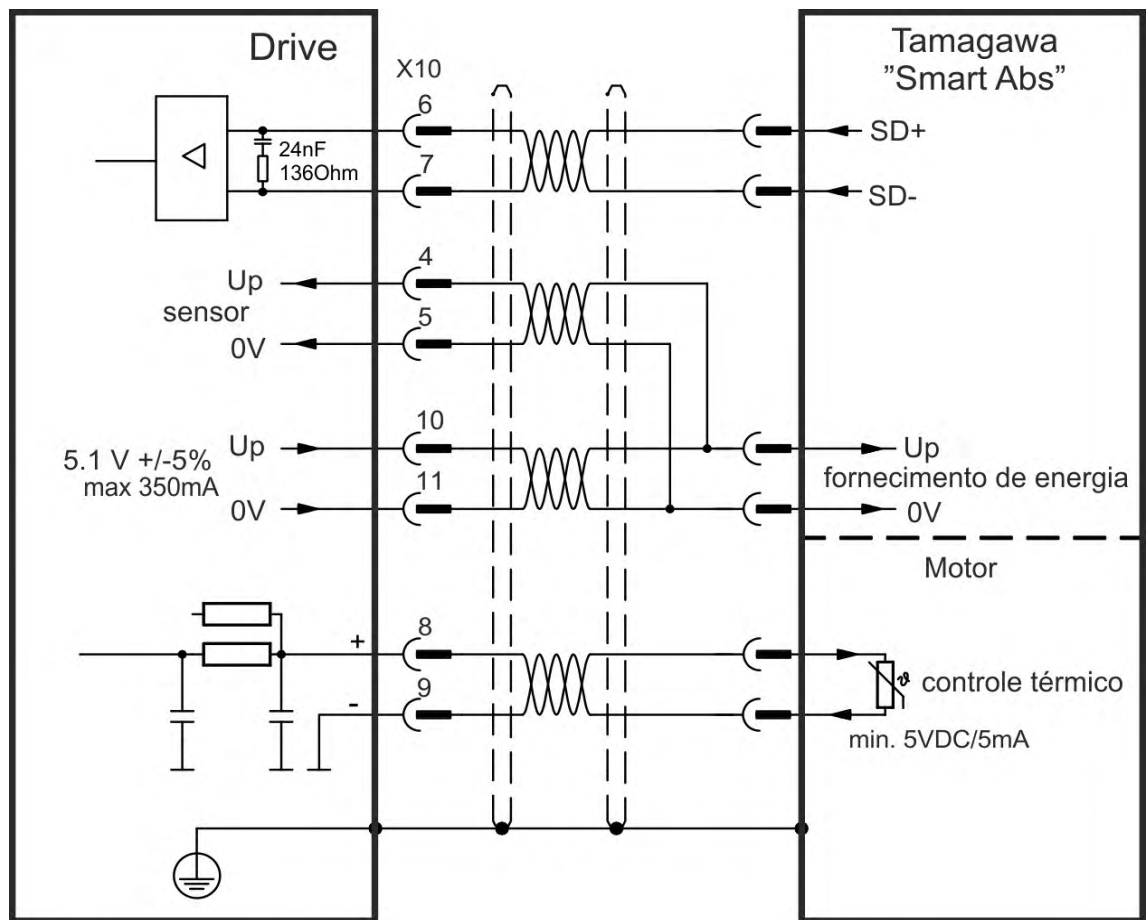 Drive
X10
Tamagawa
”Smart Abs”
6
24nF
136Ohm
7
SD+
SD-
4
Up
sensor
5
0V
10
Up
5.1 V +/-5%
max 350mA
11
0V
Up
fornecimento de energia
0V
Motor
8
+
9
-
ϑ
controle térmico
min. 5VDC/5mA